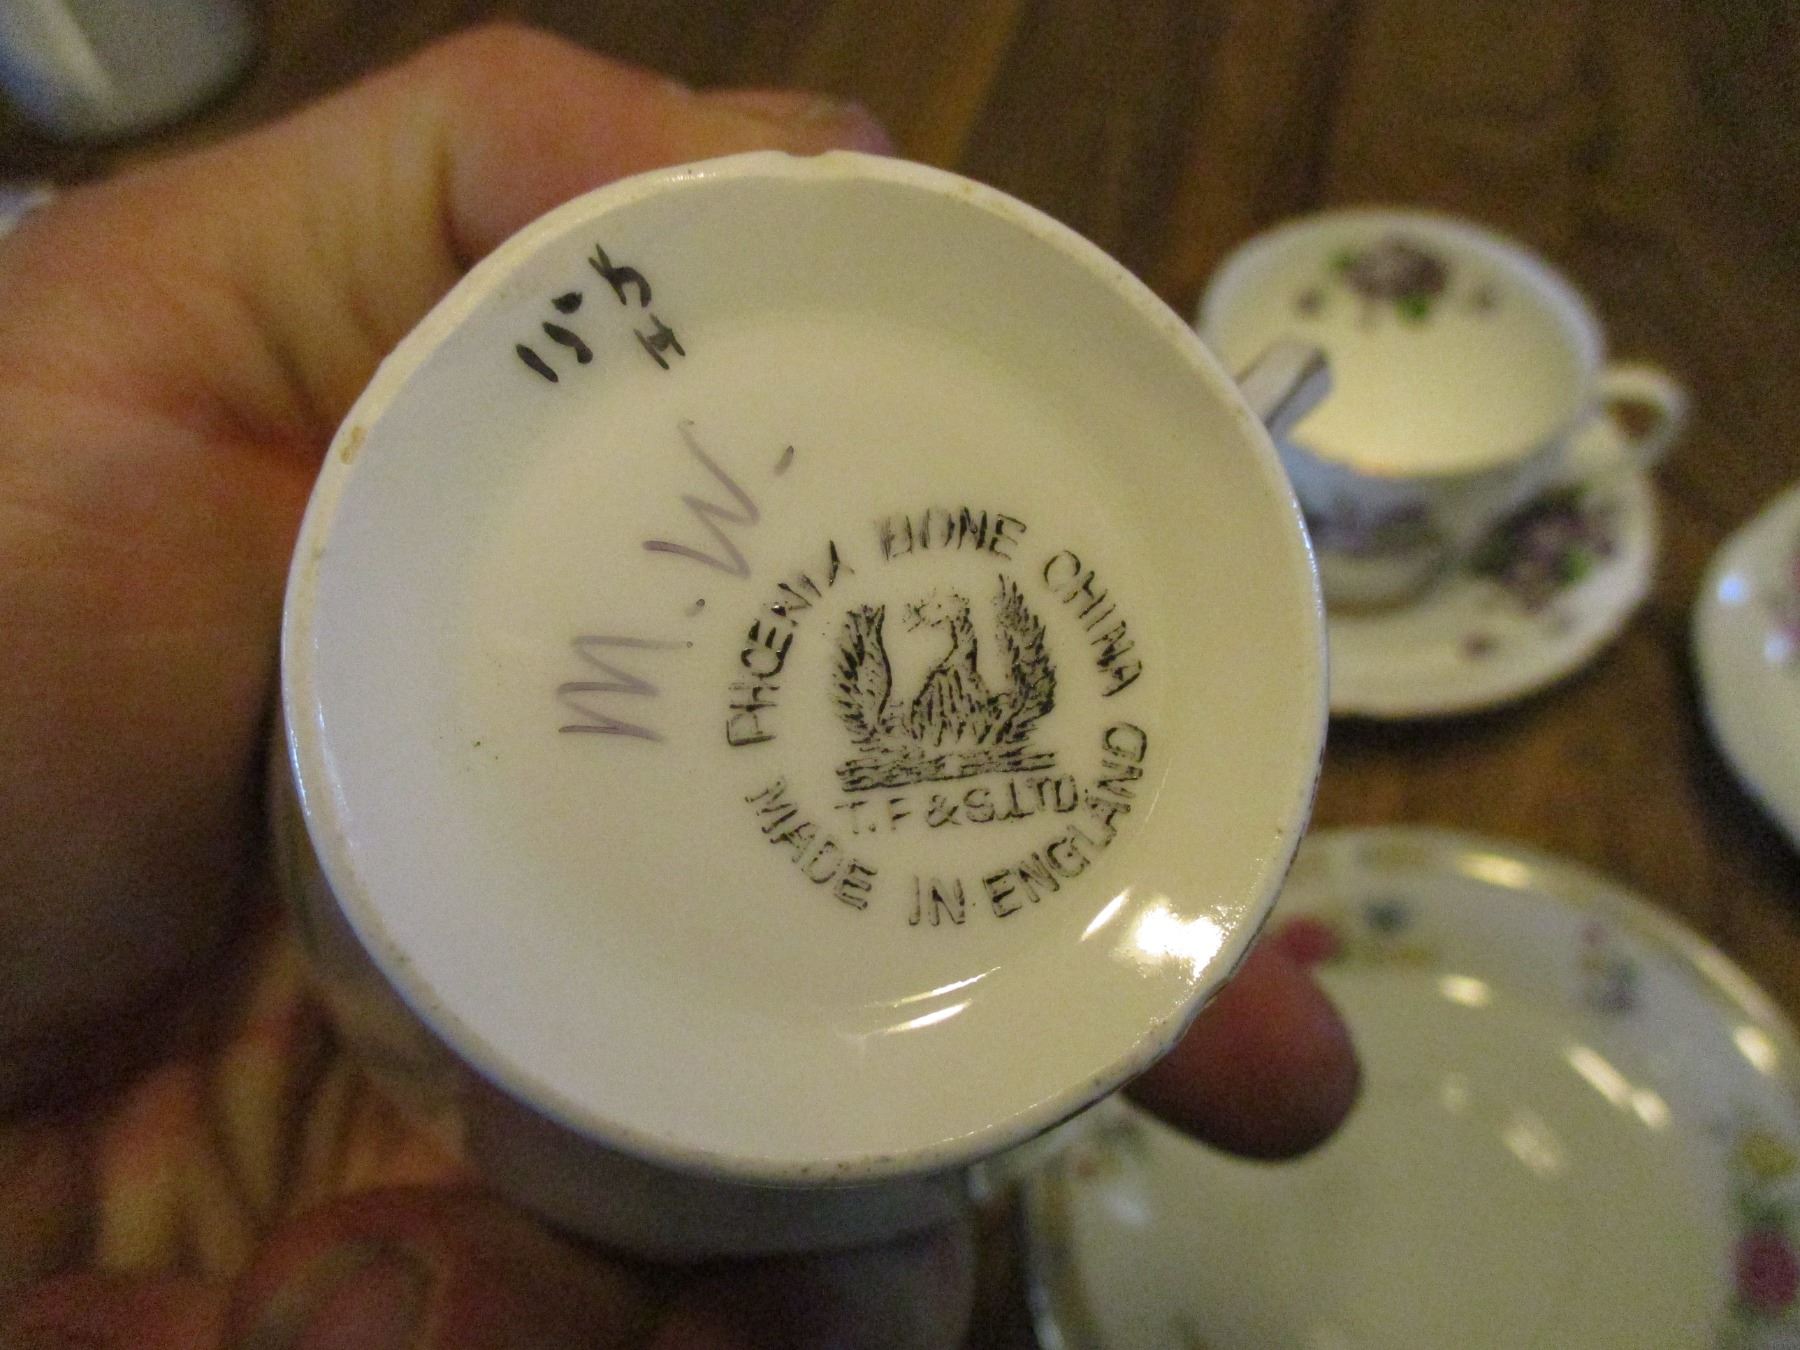 M.W.
PHOENIX BONE CHINA
T.F & S. LTD
MADE IN ENGLAND